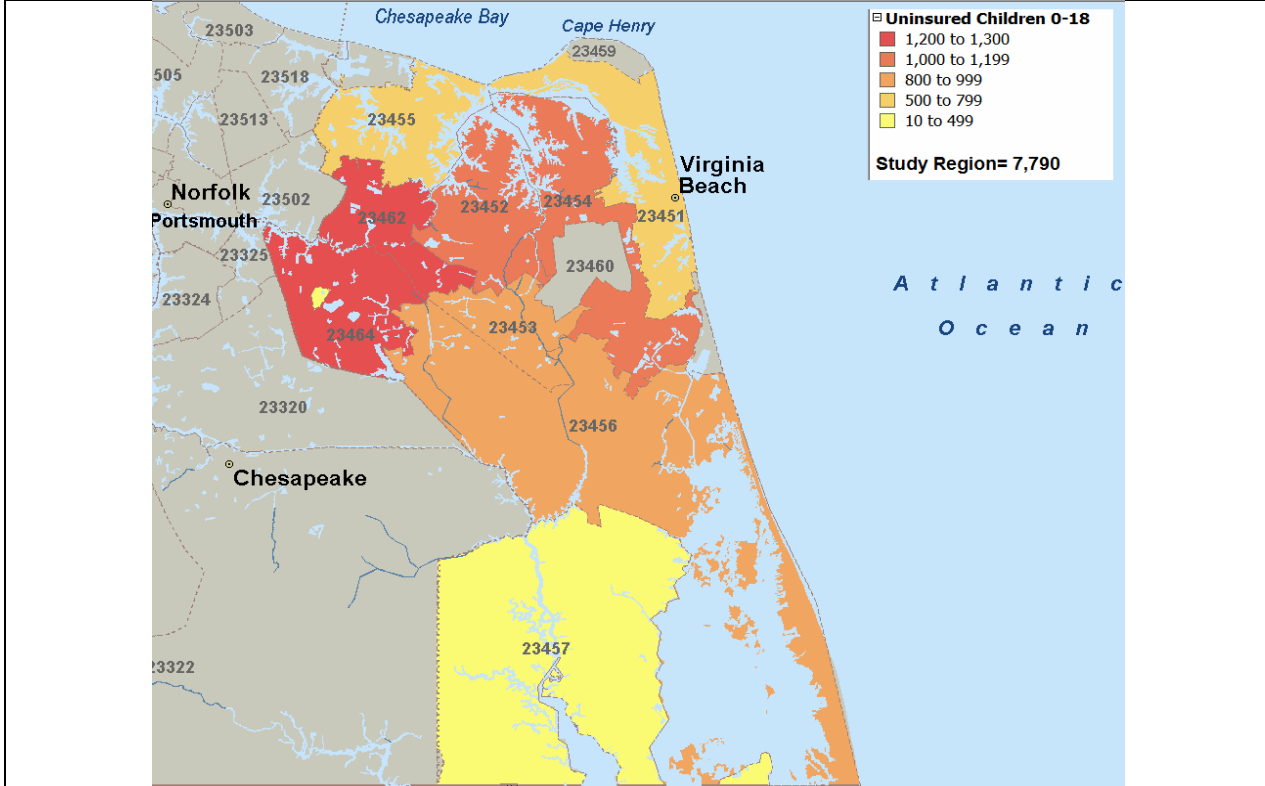 Chesapeake Bay
Cape Henry
Uninsured Children 0-18
1,200 to 1,300
1,000 to 1,199
800 to 999
500 to 799
10 to 499
Study Region= 7,790
23503
23459
505
23518
23513
23455
Virginia
Beach
Norfolk
23502
Portsmouth
23462
23452
23454
23451
23325
23460
23324
Atlantic
Ocean
23464
23453
23320
23456
Chesapeake
23457
23322